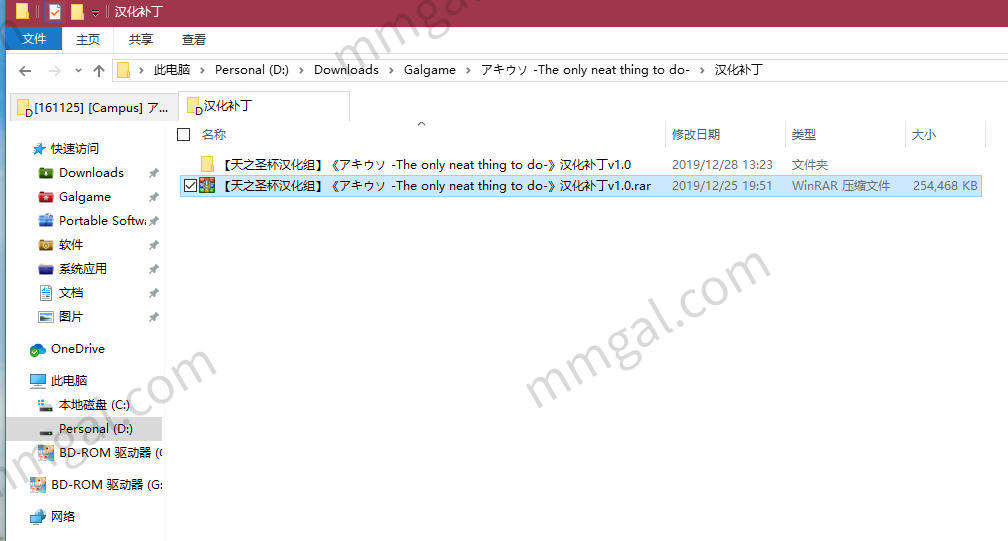 汉化补丁
文件 主页 共享 查看
此电脑 Personal (D:) Downloads Galgame アキウソ -The only neat thing to do- 汉化补丁
[161125] [Campus] ア... 汉化补丁
名称 修改日期 类型 大小
【天之圣杯汉化组】《アキウソ -The only neat thing to do-》汉化补丁v1.0 2019/12/28 13:23 文件夹
【天之圣杯汉化组】《アキウソ -The only neat thing to do-》汉化补丁v1.0.rar 2019/12/25 19:51 WinRAR 压缩文件 254,468 KB
快速访问
Downloads
Galgame
Portable Softwa
软件
系统应用
文档
图片
OneDrive
此电脑
本地磁盘 (C:)
Personal (D:)
BD-ROM 驱动器 (
BD-ROM 驱动器 (G:
网络
mmgal.com
mmgal.com
mmgal.com